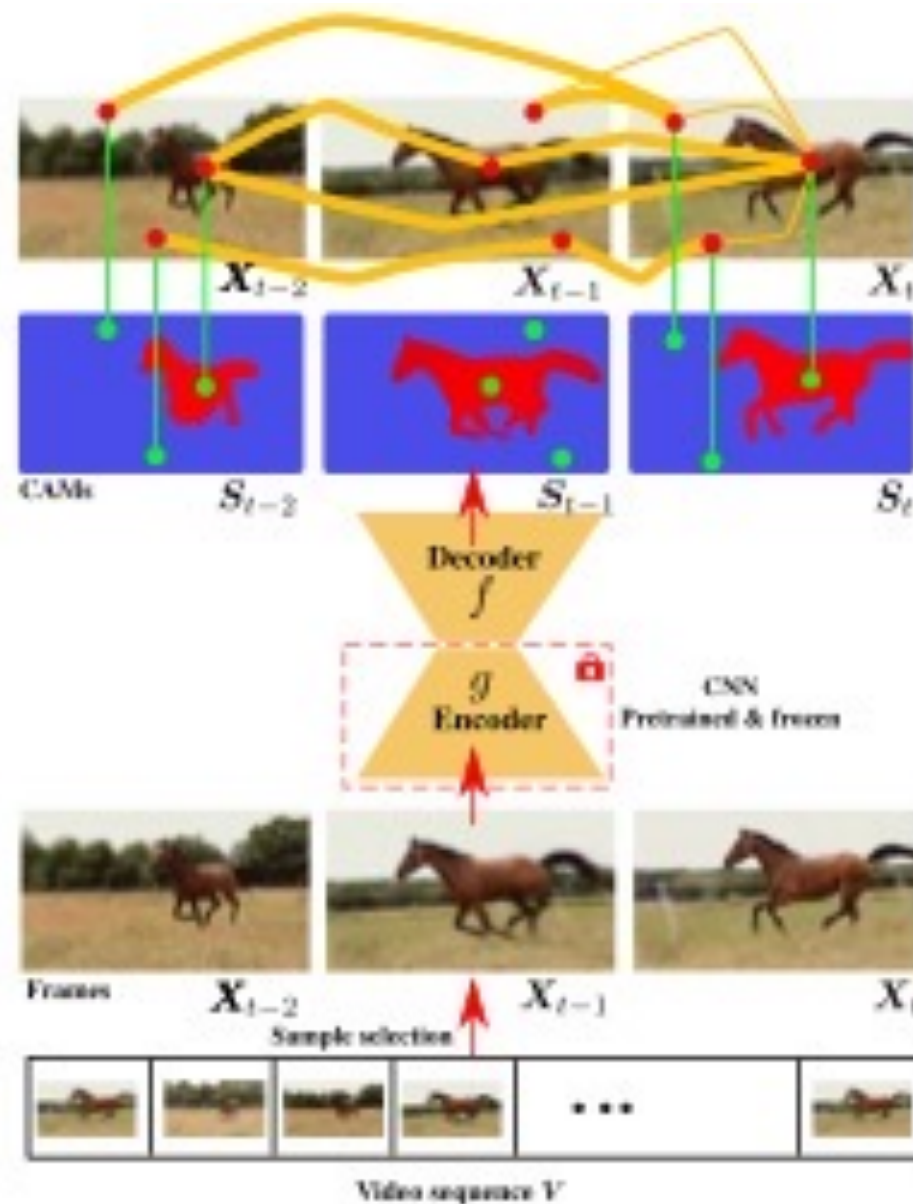 X_{t-2} X_{t-1} X_t
CAMs S_{t-2} S_{t-1} S_t
Decoder
f
g
Encoder
CNN
Pretrained & frozen
Frames X_{t-2} X_{t-1} X_t
Sample selection
•••
Video sequence V